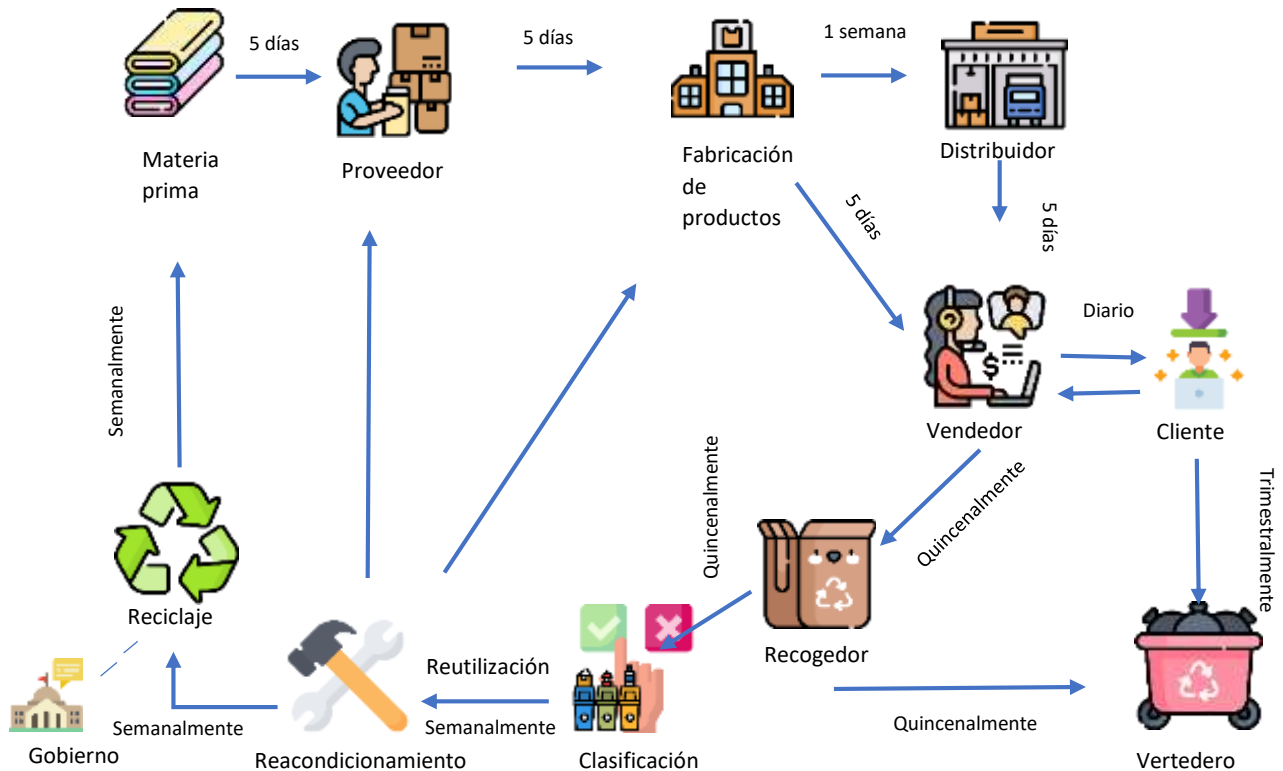 5 días
5 días
1 semana
Materia
prima
Proveedor
Fabricación
de
productos
Distribuidor
5 días
5 días
Semanalmente
Diario
Vendedor
Cliente
Quincenalmente
Quincenalmente
Trimestralmente
Reciclaje
Recogedor
Reutilización
Semanalmente
Semanalmente
Quincenalmente
Gobierno
Reacondicionamiento
Clasificación
Vertedero